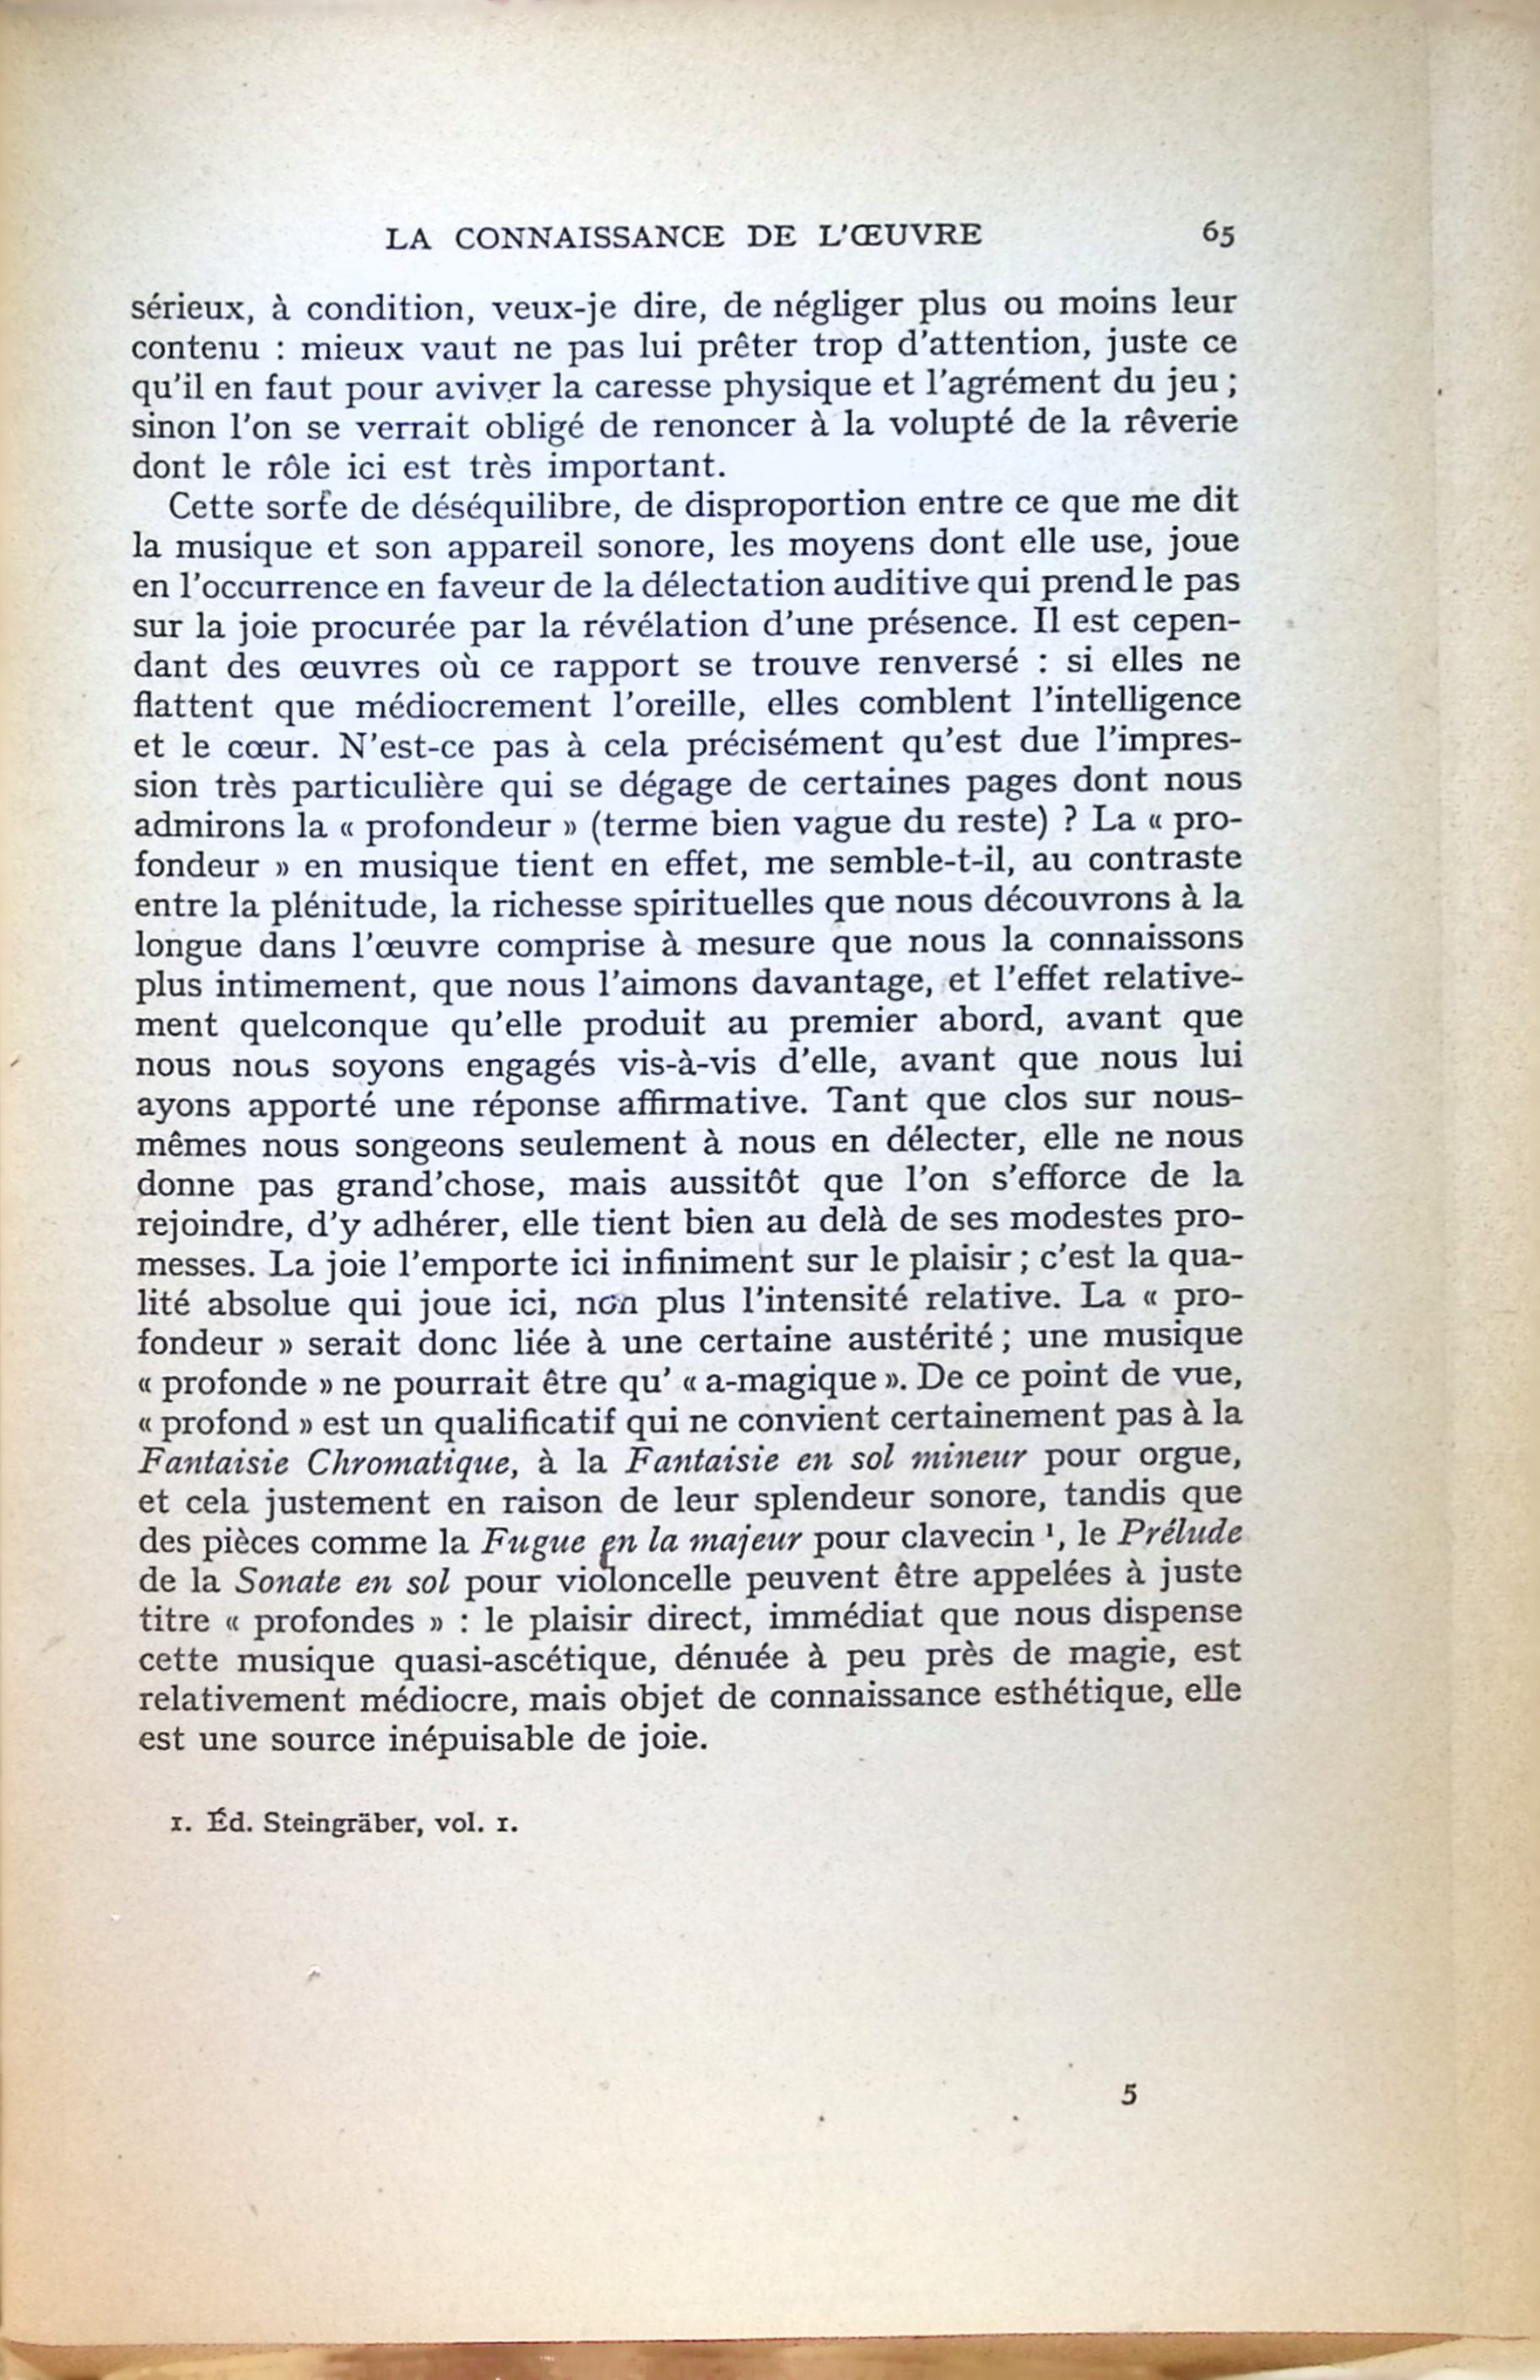 LA CONNAISSANCE DE L'ŒUVRE 65
sérieux, à condition, veux-je dire, de négliger plus ou moins leur
contenu : mieux vaut ne pas lui prêter trop d'attention, juste ce
qu'il en faut pour aviver la caresse physique et l'agrément du jeu ;
sinon l'on se verrait obligé de renoncer à la volupté de la rêverie
dont le rôle ici est très important.
Cette sorte de déséquilibre, de disproportion entre ce que me dit
la musique et son appareil sonore, les moyens dont elle use, joue
en l'occurrence en faveur de la délectation auditive qui prend le pas
sur la joie procurée par la révélation d'une présence. Il est cepen-
dant des œuvres où ce rapport se trouve renversé : si elles ne
flattent que médiocrement l'oreille, elles comblent l'intelligence
et le cœur. N'est-ce pas à cela précisément qu'est due l'impres-
sion très particulière qui se dégage de certaines pages dont nous
admirons la « profondeur » (terme bien vague du reste) ? La « pro-
fondeur » en musique tient en effet, me semble-t-il, au contraste
entre la plénitude, la richesse spirituelles que nous découvrons à la
longue dans l'œuvre comprise à mesure que nous la connaissons
plus intimement, que nous l'aimons davantage, et l'effet relative-
ment quelconque qu'elle produit au premier abord, avant que
nous nous soyons engagés vis-à-vis d'elle, avant que nous lui
ayons apporté une réponse affirmative. Tant que clos sur nous-
mêmes nous songeons seulement à nous en délecter, elle ne nous
donne pas grand'chose, mais aussitôt que l'on s'efforce de la
rejoindre, d'y adhérer, elle tient bien au delà de ses modestes pro-
messes. La joie l'emporte ici infiniment sur le plaisir ; c'est la qua-
lité absolue qui joue ici, non plus l'intensité relative. La « pro-
fondeur » serait donc liée à une certaine austérité ; une musique
« profonde » ne pourrait être qu' « a-magique ». De ce point de vue,
« profond » est un qualificatif qui ne convient certainement pas à la
Fantaisie Chromatique, à la Fantaisie en sol mineur pour orgue,
et cela justement en raison de leur splendeur sonore, tandis que
des pièces comme la Fugue en la majeur pour clavecin ¹, le Prélude
de la Sonate en sol pour violoncelle peuvent être appelées à juste
titre « profondes » : le plaisir direct, immédiat que nous dispense
cette musique quasi-ascétique, dénuée à peu près de magie, est
relativement médiocre, mais objet de connaissance esthétique, elle
est une source inépuisable de joie.
1. Éd. Steingräber, vol. 1.
5